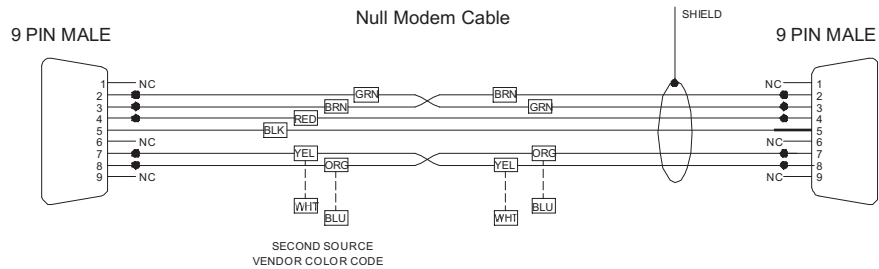 Null Modem Cable
SHIELD
9 PIN MALE
9 PIN MALE
1 NC NC 1
2 GRN BRN 2
3 BRN GRN 3
4 RED 4
5 BLK 5
6 NC NC 6
7 YEL ORG 7
8 ORG YEL 8
9 NC NC 9
WHT BLU WHT BLU
SECOND SOURCE
VENDOR COLOR CODE